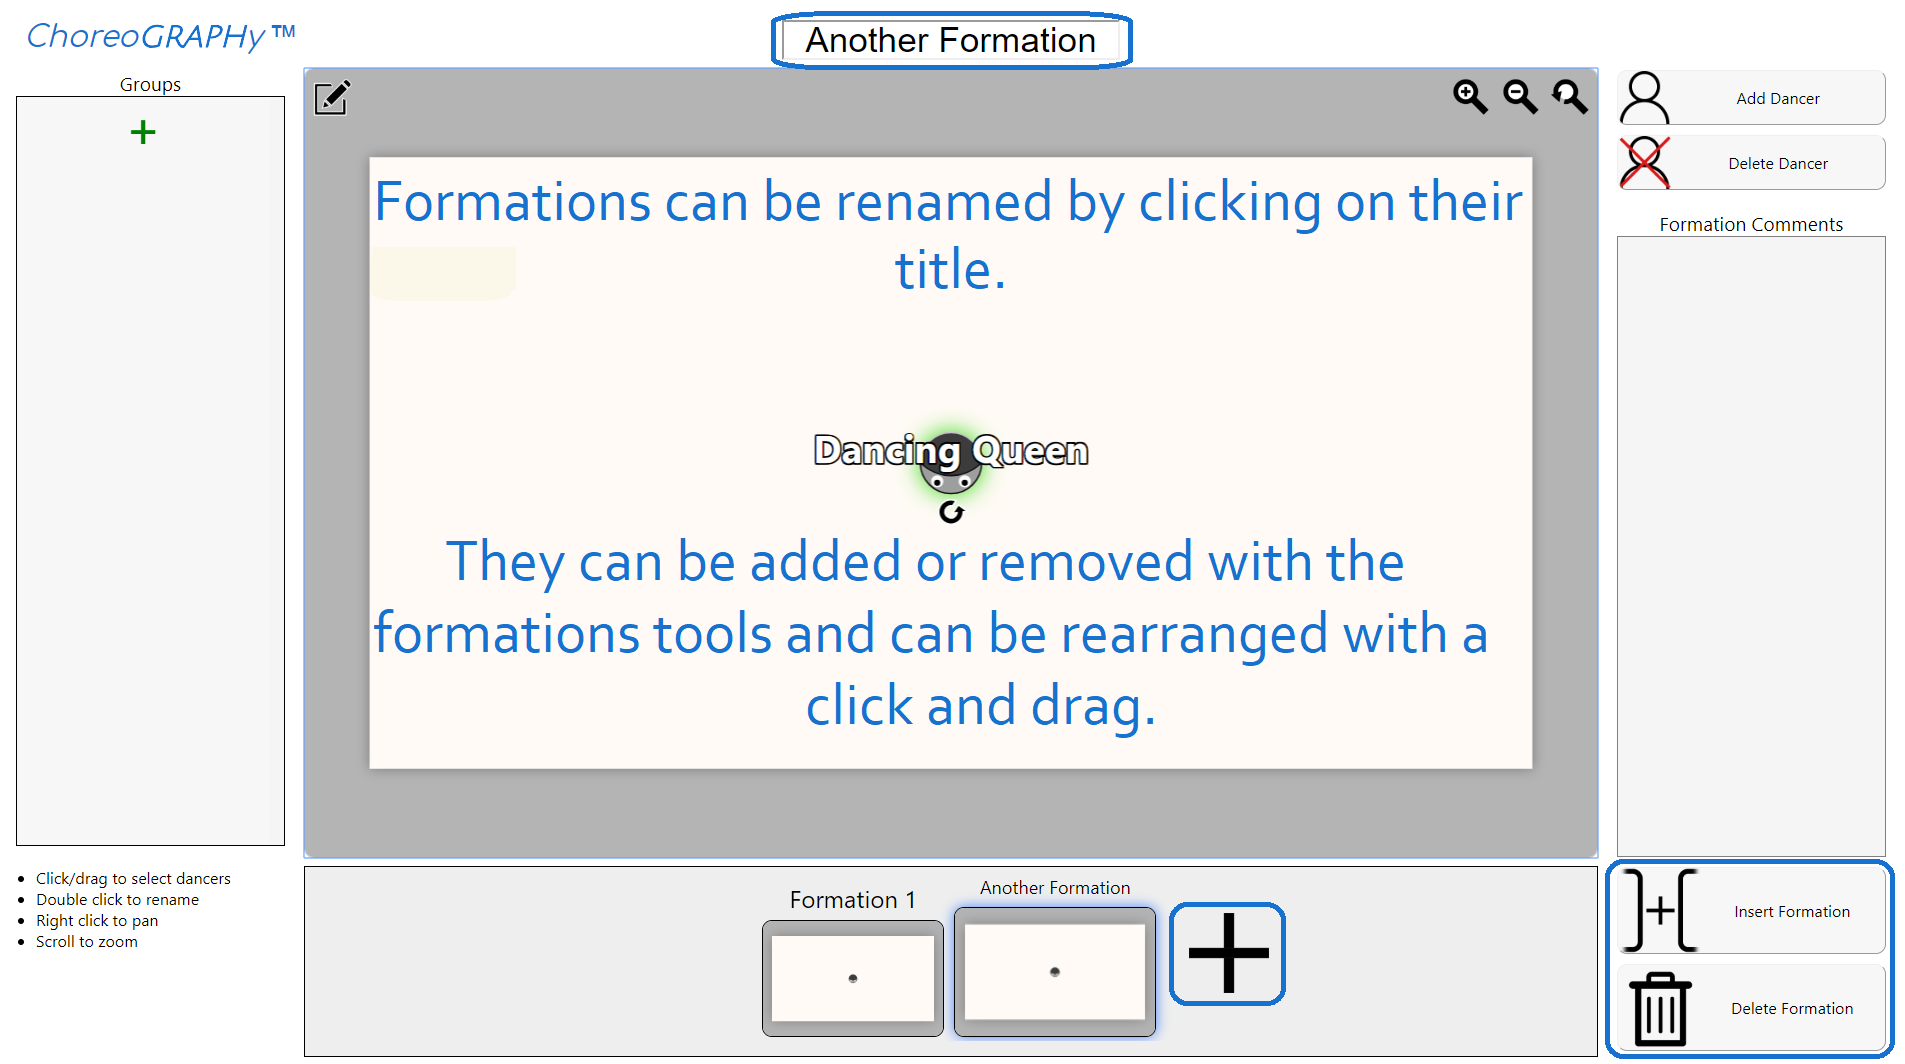 ChoreoGRAPHy™
Another Formation
Groups
+
Add Dancer
Delete Dancer
Formations can be renamed by clicking on their
title.
Formation Comments
Dancing Queen
They can be added or removed with the
formations tools and can be rearranged with a
click and drag.
• Click/drag to select dancers
• Double click to rename
• Right click to pan
• Scroll to zoom
Formation 1
Another Formation
Insert Formation
Delete Formation